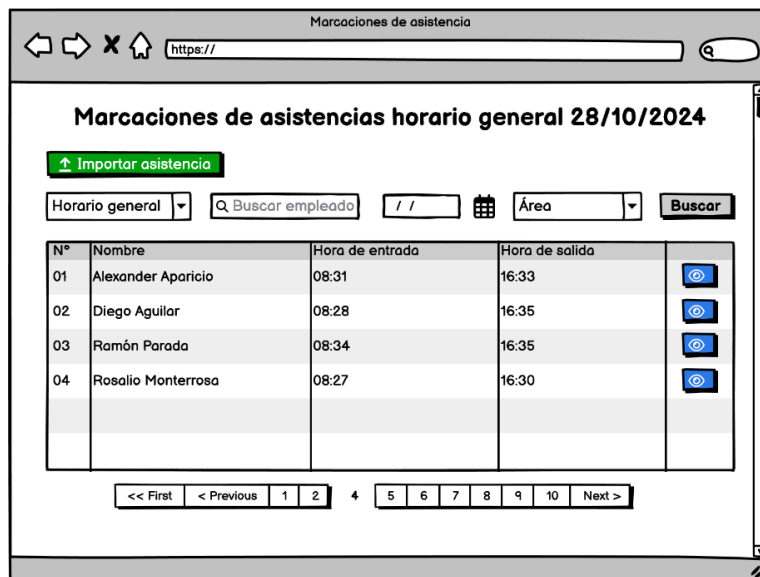 Marcaciones de asistencia
https://
Marcaciones de asistencias horario general 28/10/2024
Importar asistencia
Horario general Buscar empleado / / Área Buscar
N° Nombre Hora de entrada Hora de salida
01 Alexander Aparicio 08:31 16:33
02 Diego Aguilar 08:28 16:35
03 Ramón Parada 08:34 16:35
04 Rosalio Monterrosa 08:27 16:30
<< First < Previous 1 2 4 5 6 7 8 9 10 Next >